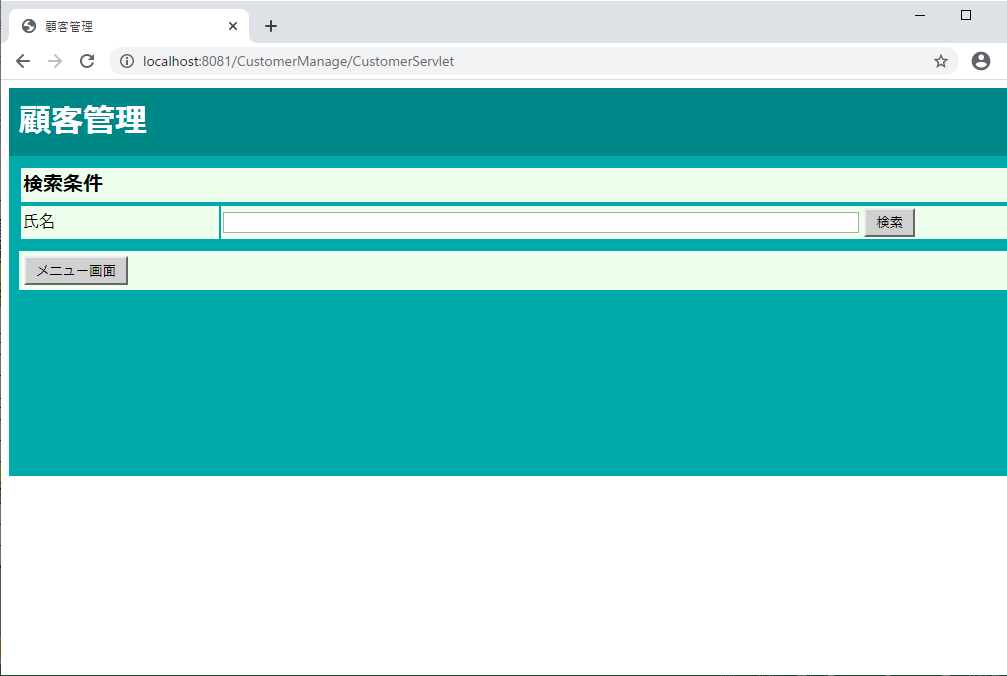 顧客管理
localhost:8081/CustomerManage/CustomerServlet
顧客管理
検索条件
氏名 検索
メニュー画面